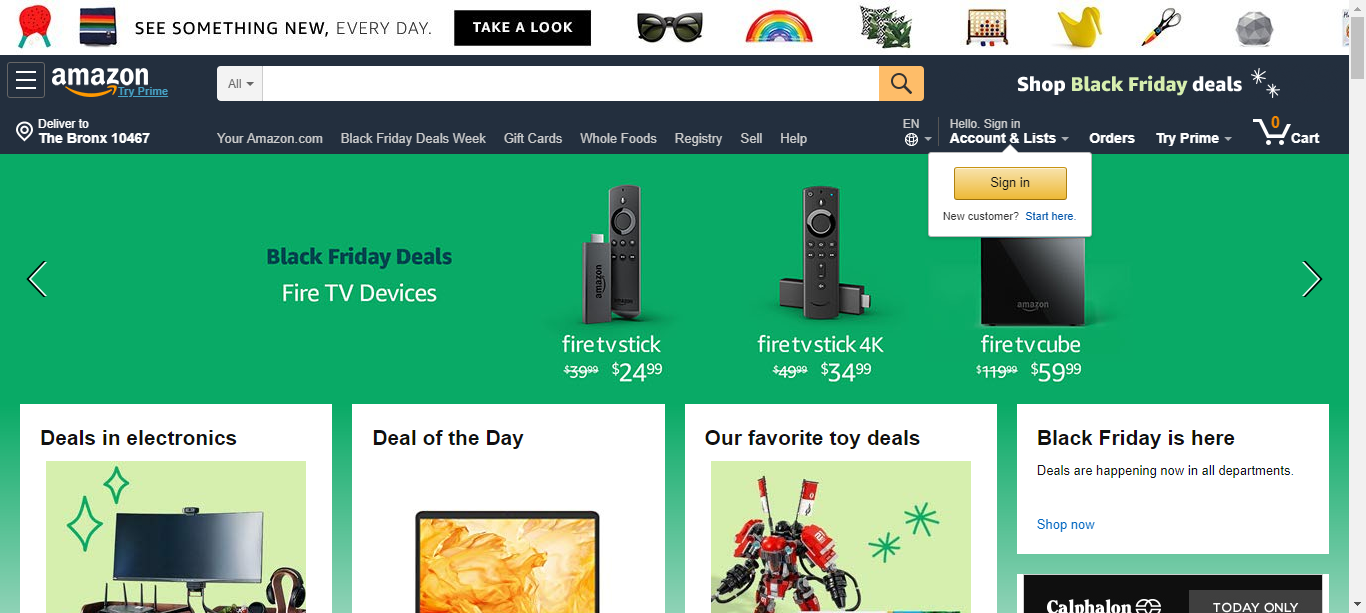 SEE SOMETHING NEW, EVERY DAY.
TAKE A LOOK
amazon
Try Prime
All
Shop Black Friday deals
Deliver to
The Bronx 10467
Your Amazon.com Black Friday Deals Week Gift Cards Whole Foods Registry Sell Help
EN
Hello. Sign in
Account & Lists
Orders
Try Prime
0
Cart
Sign in
New customer? Start here.
Black Friday Deals
Fire TV Devices
amazon
amazon
amazon
fire tv stick
$39.99 $24.99
fire tv stick 4K
$49.99 $34.99
fire tv cube
$119.99 $59.99
Deals in electronics
Deal of the Day
Our favorite toy deals
Black Friday is here
Deals are happening now in all departments.
Shop now
Calphalon
TODAY ONLY